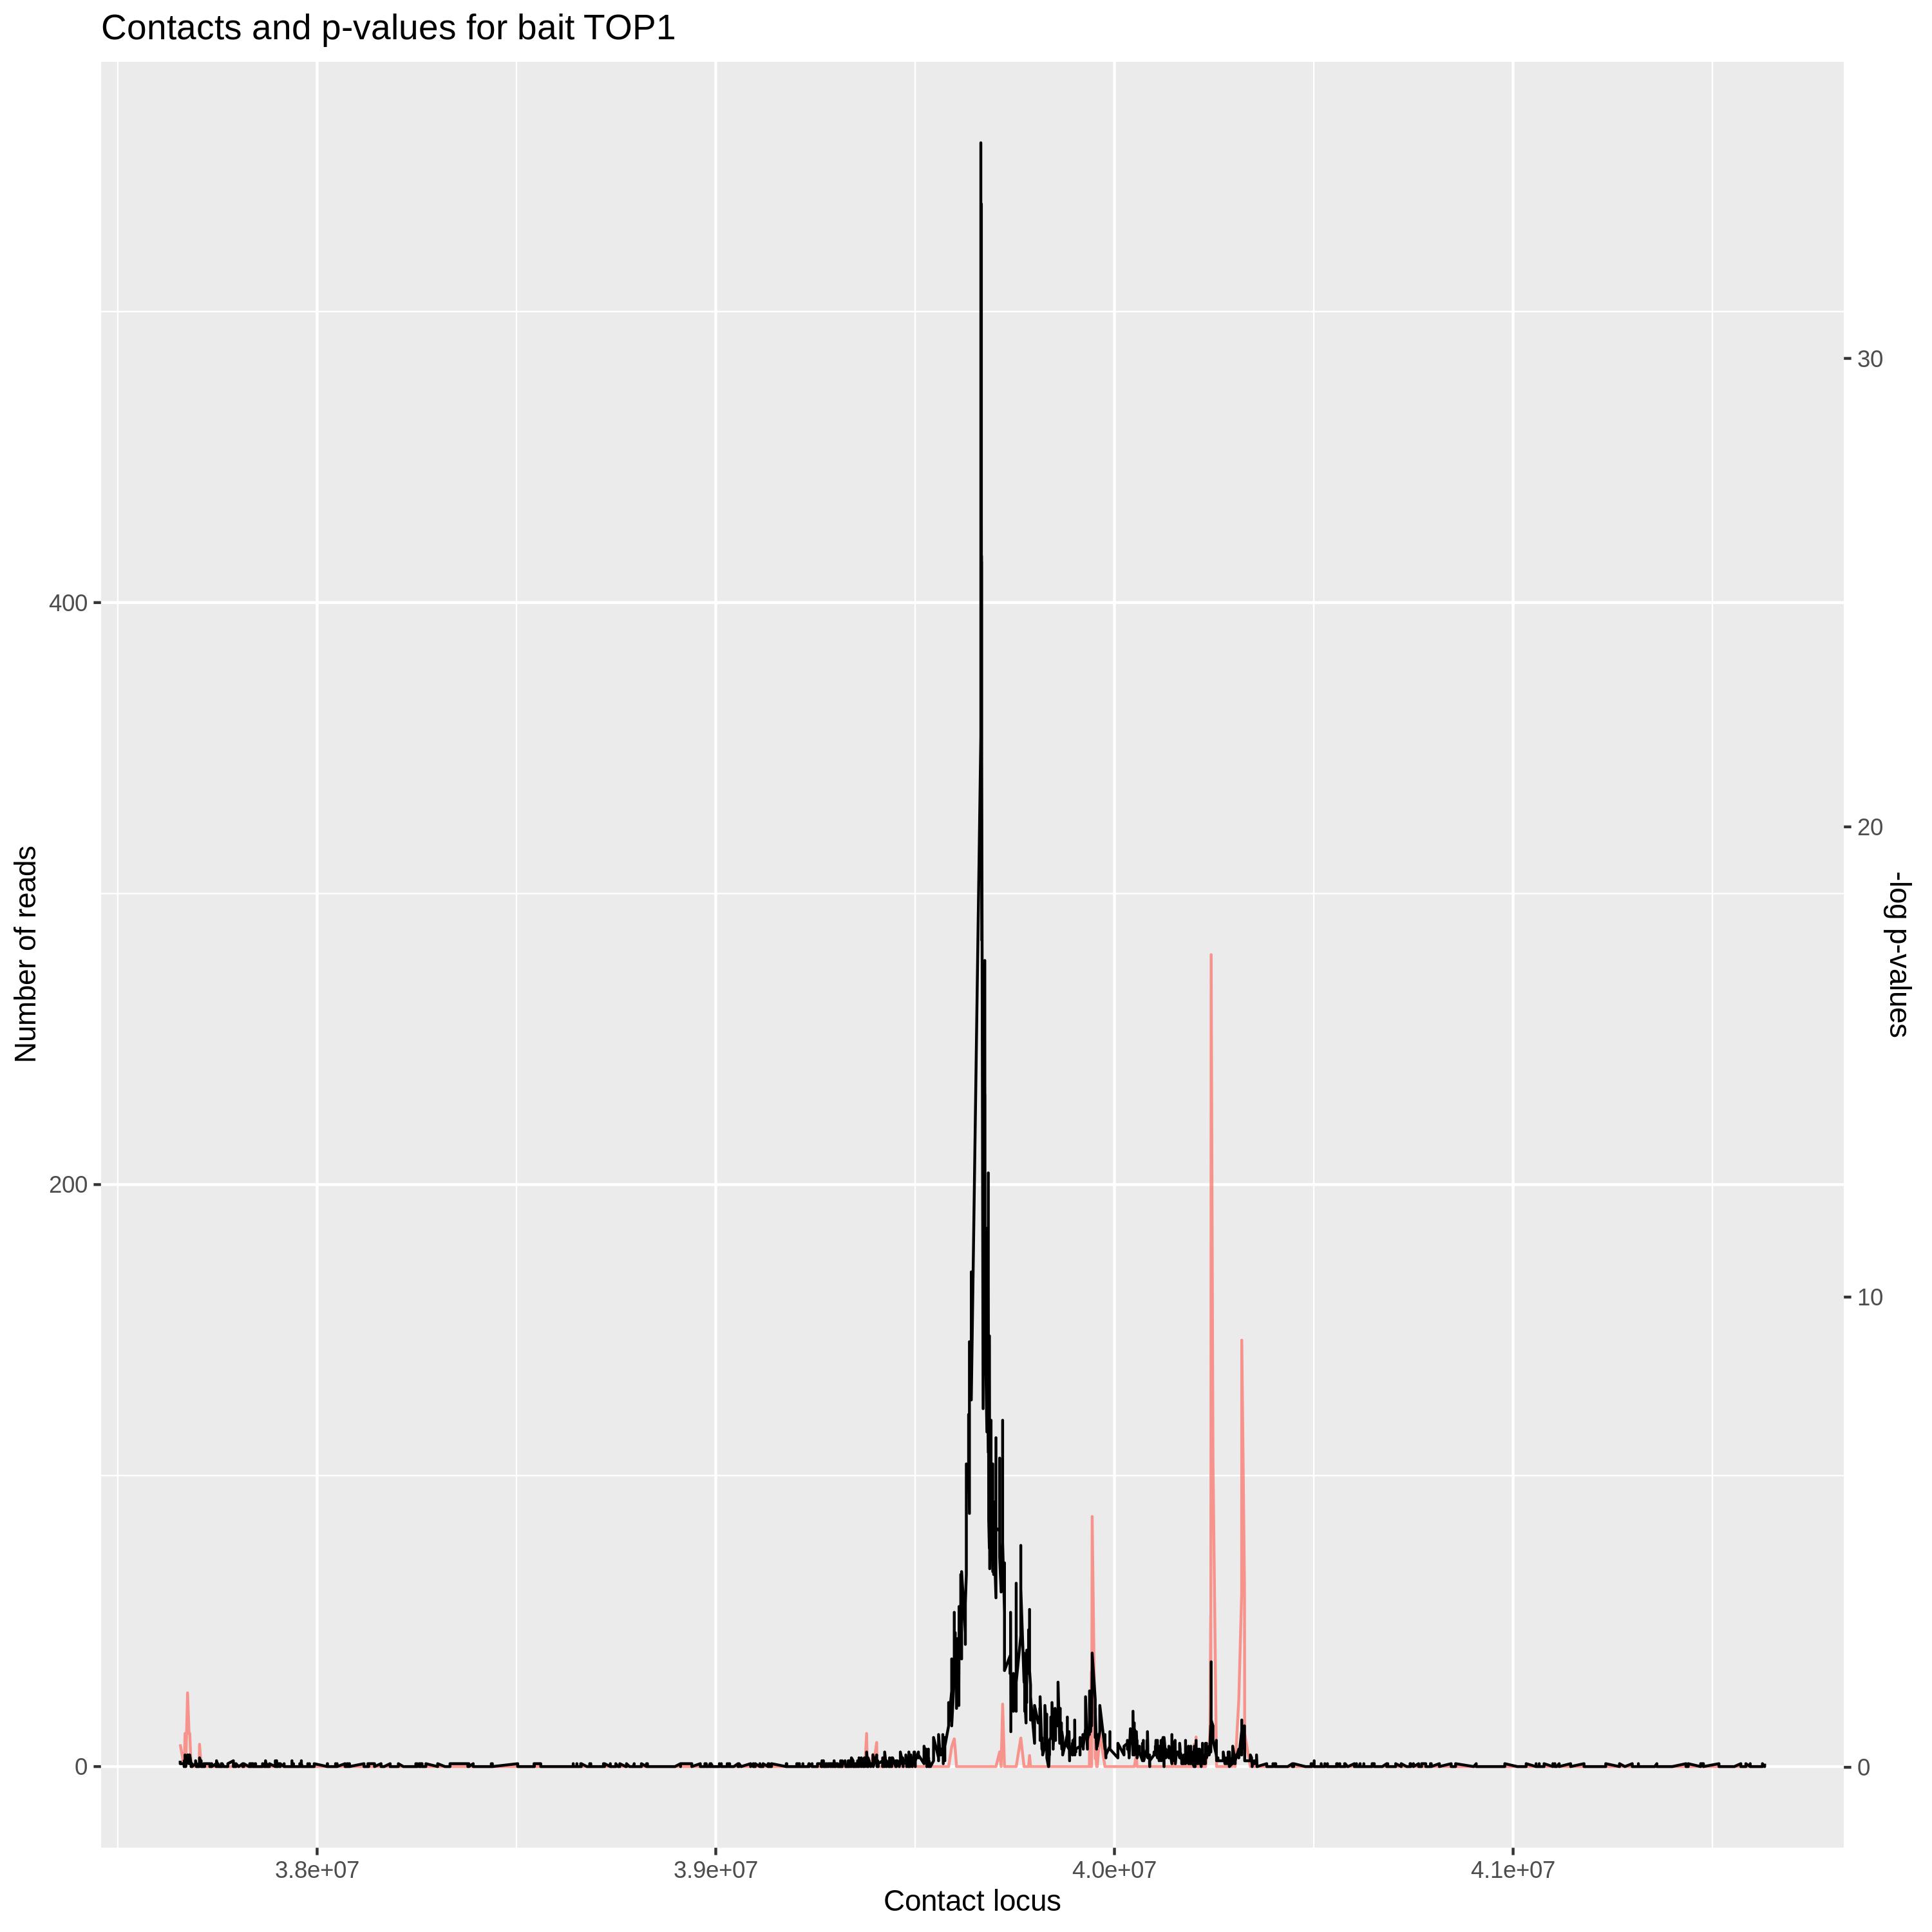 Contacts and p-values for bait TOP1
Number of reads
400
200
0
30
20
10
0
-log p-values
3.8e+07
3.9e+07
4.0e+07
4.1e+07
Contact locus